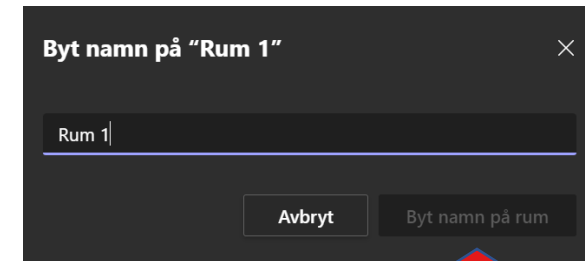 Byt namn på “Rum 1”
Rum 1
Avbryt
Byt namn på rum